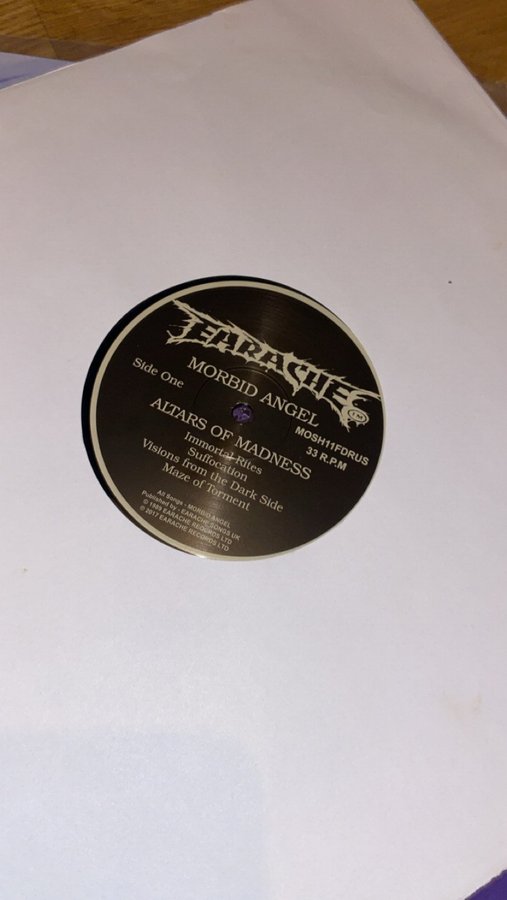 EARACHE
TM
MORBID ANGEL
Side One
ALTARS OF MADNESS
MOSH11FDRUS
33 R.P.M
Immortal Rites
Suffocation
Visions from the Dark Side
Maze of Torment
All Songs - MORBID ANGEL
Published by - EARACHE SONGS UK
℗ 1989 EARACHE RECORDS LTD
© 2017 EARACHE RECORDS LTD